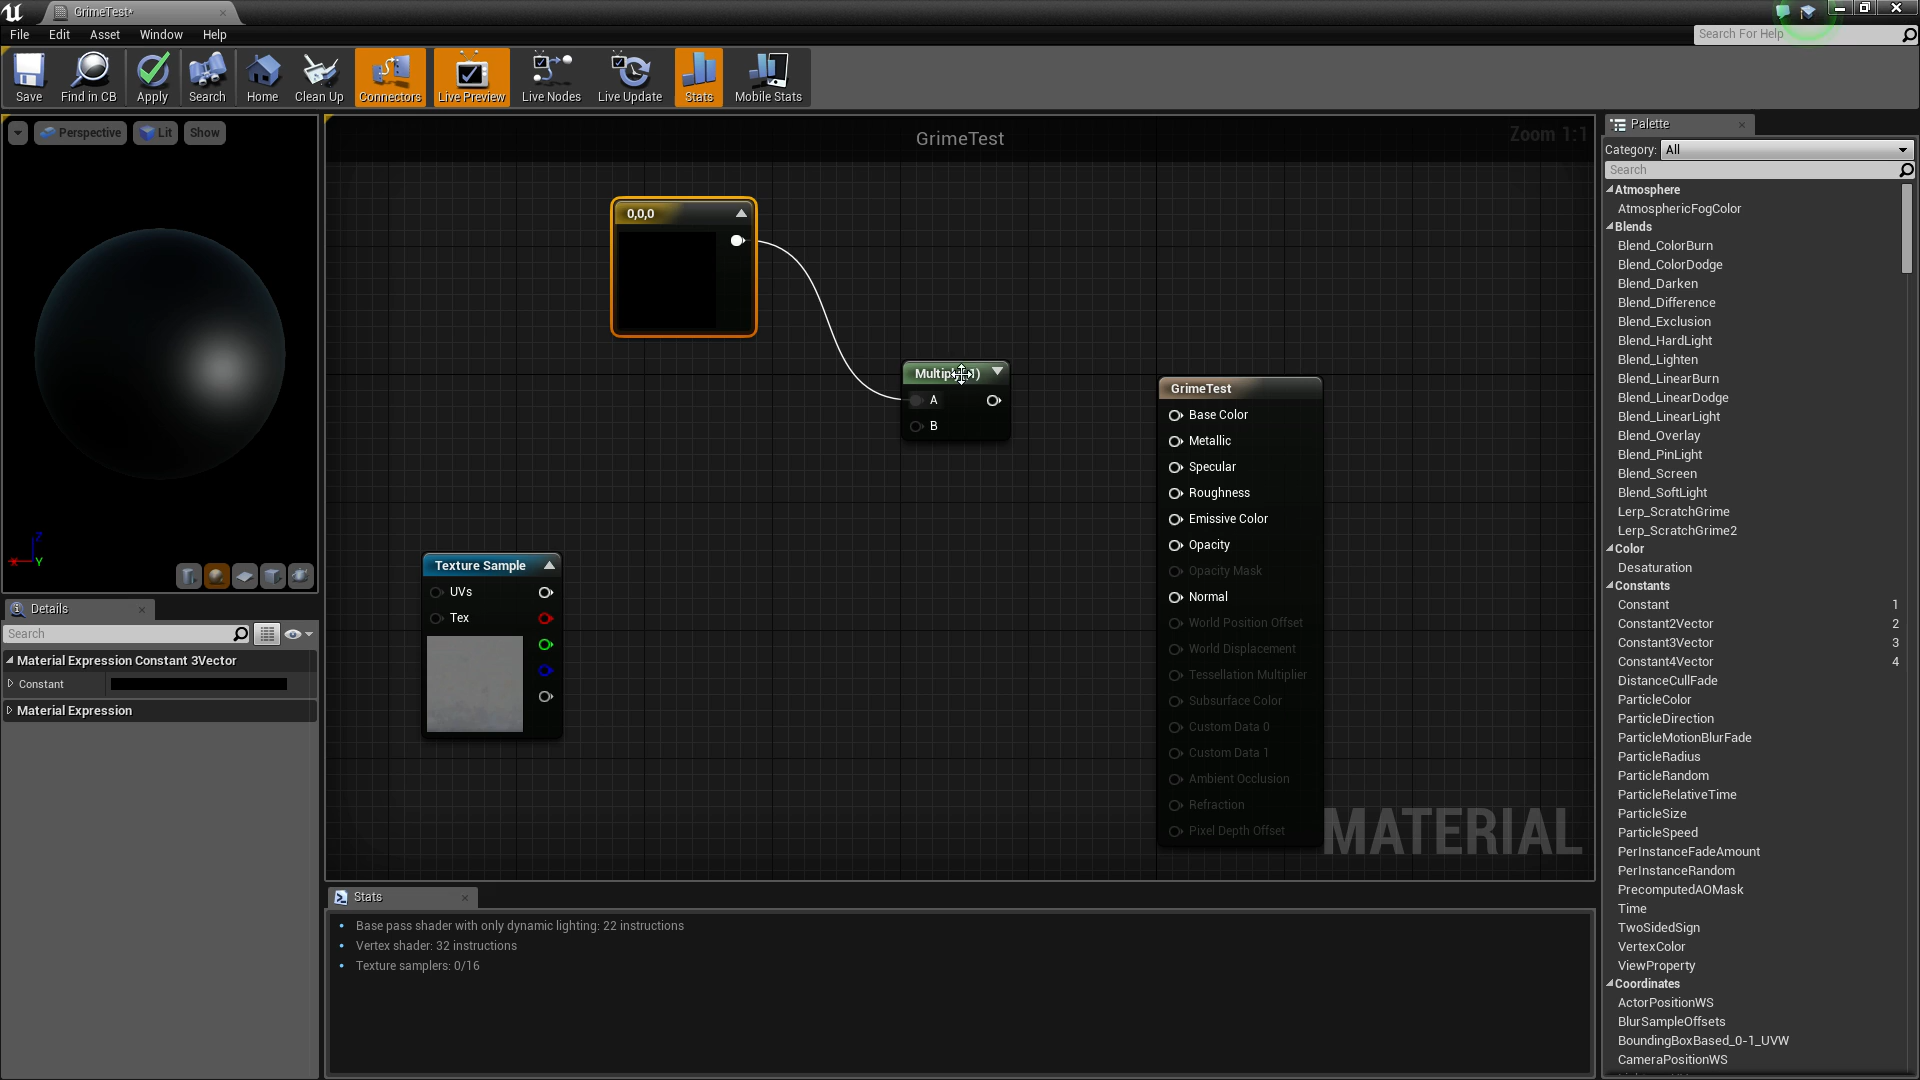 GrimeTest*
File Edit Asset Window Help
Search For Help
Save Find in CB Apply Search Home Clean Up Connectors Live Preview Live Nodes Live Update Stats Mobile Stats
Perspective Lit Show
Z
X
Y
Details
Search
Material Expression Constant 3Vector
Constant
Material Expression
GrimeTest
Zoom 1:1
0,0,0
A
B
Texture Sample
UVs
Tex
GrimeTest
Base Color
Metallic
Specular
Roughness
Emissive Color
Opacity
Opacity Mask
Normal
World Position Offset
World Displacement
Tessellation Multiplier
Subsurface Color
Custom Data 0
Custom Data 1
Ambient Occlusion
Refraction
Pixel Depth Offset
MATERIAL
Stats
Base pass shader with only dynamic lighting: 22 instructions
Vertex shader: 32 instructions
Texture samplers: 0/16
Palette
Category: All
Search
Atmosphere
AtmosphericFogColor
Blends
Blend_ColorBurn
Blend_ColorDodge
Blend_Darken
Blend_Difference
Blend_Exclusion
Blend_HardLight
Blend_Lighten
Blend_LinearBurn
Blend_LinearDodge
Blend_LinearLight
Blend_Overlay
Blend_PinLight
Blend_Screen
Blend_SoftLight
Lerp_ScratchGrime
Lerp_ScratchGrime2
Color
Desaturation
Constants
Constant 1
Constant2Vector 2
Constant3Vector 3
Constant4Vector 4
DistanceCullFade
ParticleColor
ParticleDirection
ParticleMotionBlurFade
ParticleRadius
ParticleRandom
ParticleRelativeTime
ParticleSize
ParticleSpeed
PerInstanceFadeAmount
PerInstanceRandom
PrecomputedAOMask
Time
TwoSidedSign
VertexColor
ViewProperty
Coordinates
ActorPositionWS
BlurSampleOffsets
BoundingBoxBased_0-1_UVW
CameraPositionWS